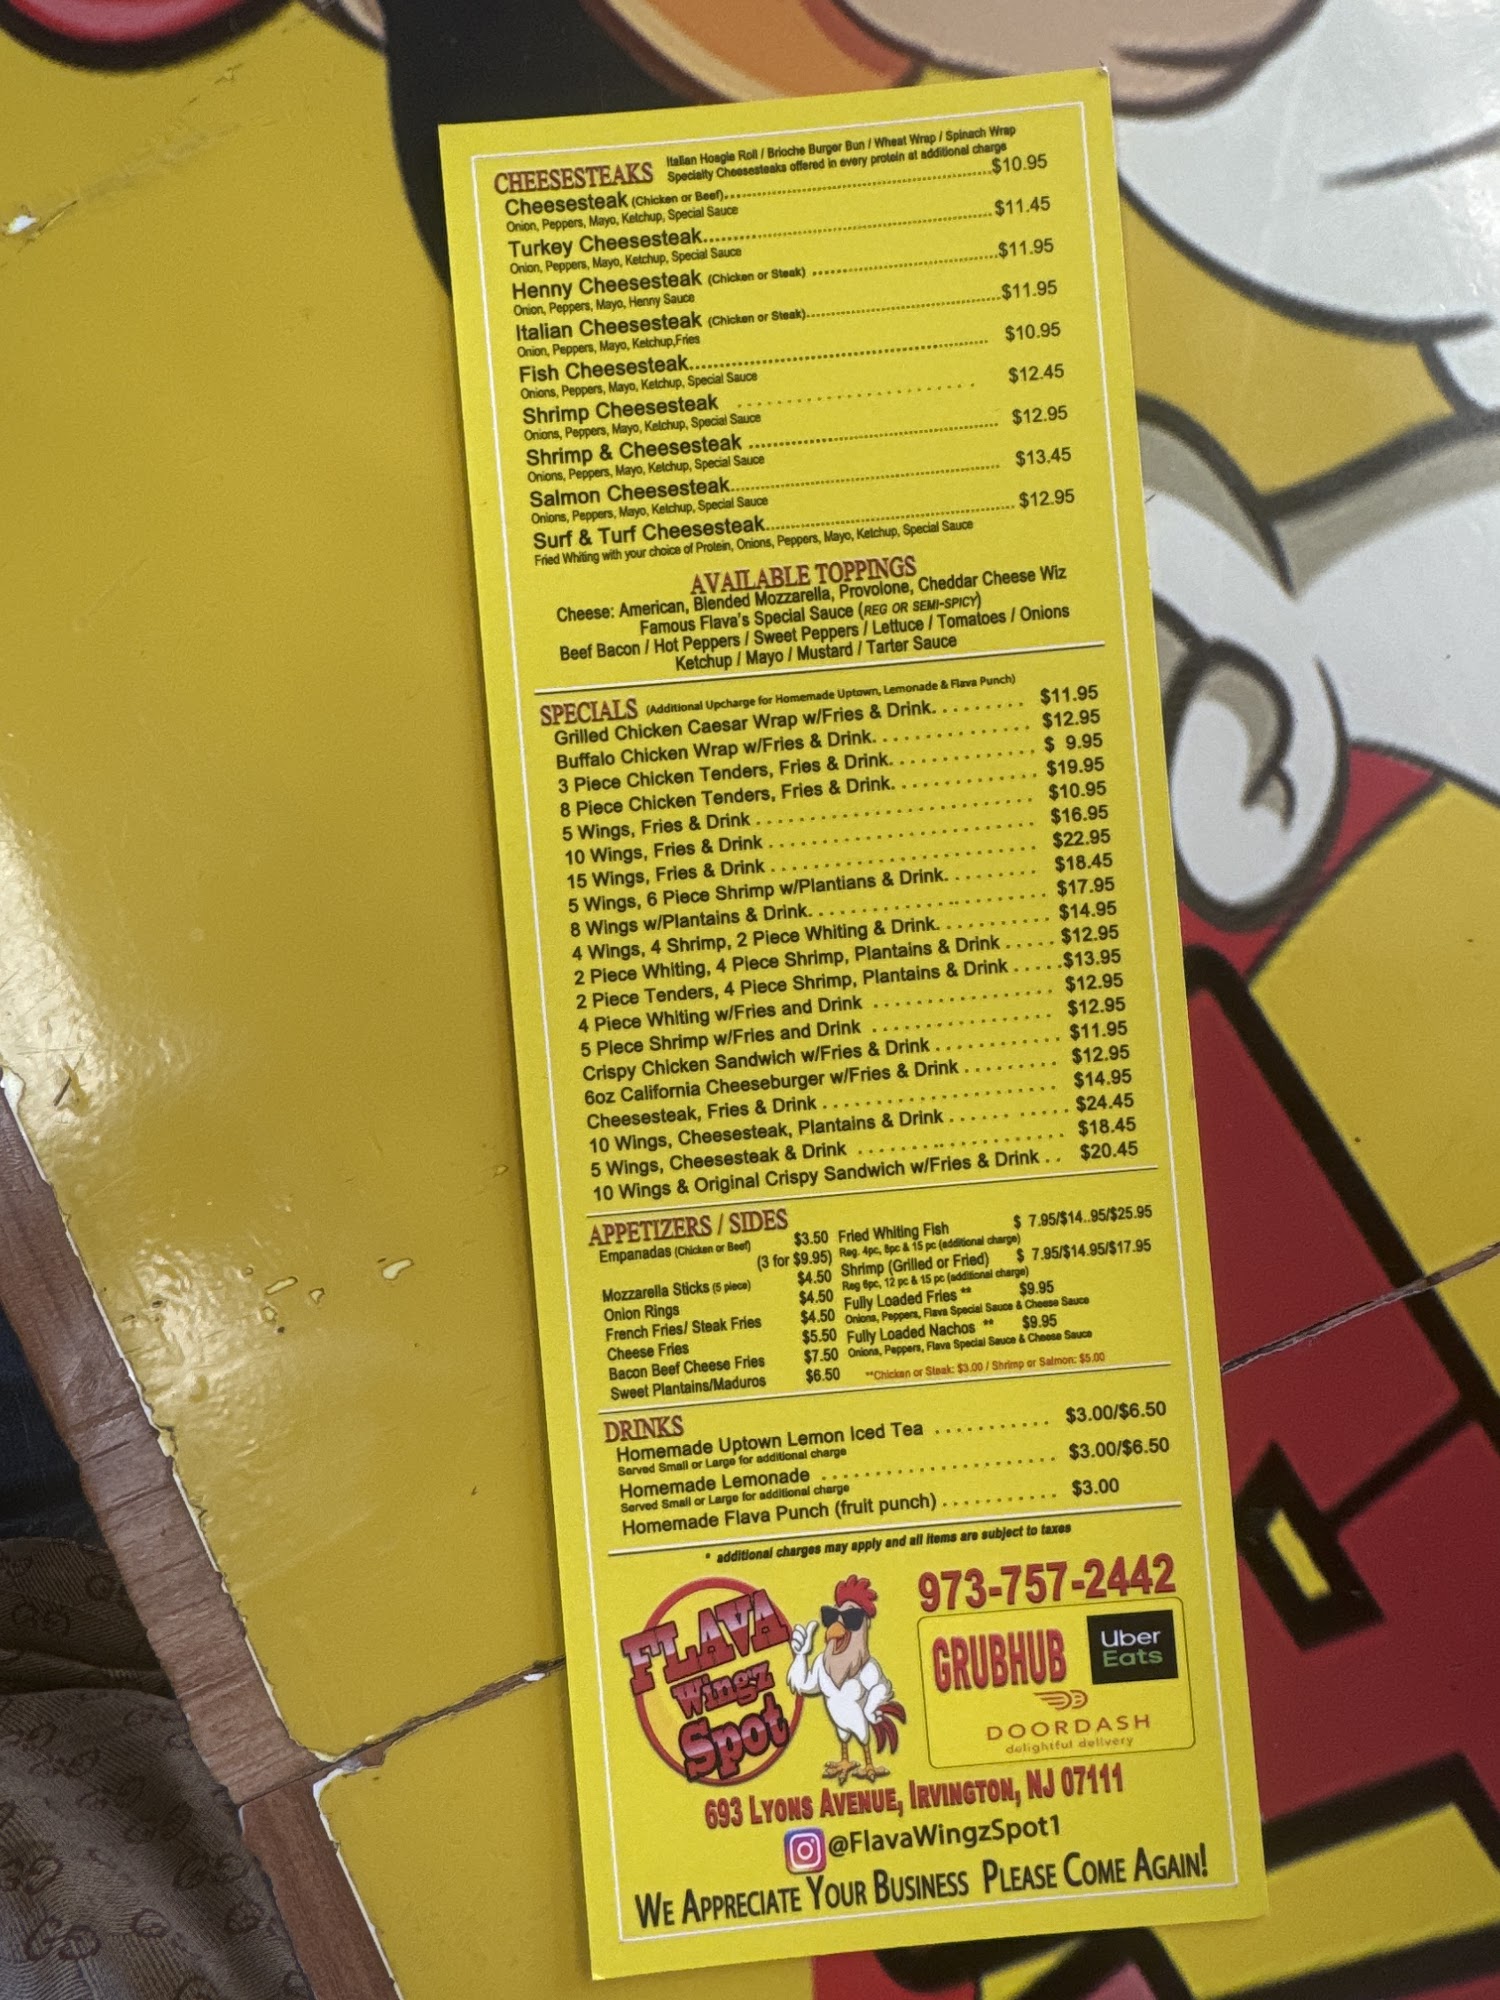 CHEESESTEAKS
Italian Hoagie Roll / Brioche Burger Bun / Wheat Wrap / Spinach Wrap
Specialty Cheesesteaks offered in every protein at additional charge
Cheesesteak (Chicken or Beef)........................................$10.95
Onion, Peppers, Mayo, Ketchup, Special Sauce
Turkey Cheesesteak........................................$11.45
Onion, Peppers, Mayo, Ketchup, Special Sauce
Henny Cheesesteak (Chicken or Steak) ..............................$11.95
Onion, Peppers, Mayo, Henny Sauce
Italian Cheesesteak (Chicken or Steak)..............................$11.95
Onion, Peppers, Mayo, Ketchup,Fries
Fish Cheesesteak........................................ $10.95
Onions, Peppers, Mayo, Ketchup, Special Sauce
Shrimp Cheesesteak . . . . . . . . . . . . . . . . . . . . $12.45
Onions, Peppers, Mayo, Ketchup, Special Sauce
Shrimp & Cheesesteak .............................. $12.95
Onions, Peppers, Mayo, Ketchup, Special Sauce
Salmon Cheesesteak.............................. $13.45
Onions, Peppers, Mayo, Ketchup, Special Sauce
Surf & Turf Cheesesteak.............................. $12.95
Fried Whiting with your choice of Protein, Onions, Peppers, Mayo, Ketchup, Special Sauce
AVAILABLE TOPPINGS
Cheese: American, Blended Mozzarella, Provolone, Cheddar Cheese Wiz
Famous Flava's Special Sauce (REG OR SEMI-SPICY)
Beef Bacon / Hot Peppers / Sweet Peppers / Lettuce / Tomatoes / Onions
Ketchup / Mayo / Mustard / Tarter Sauce
SPECIALS (Additional Upcharge for Homemade Uptown, Lemonade & Flava Punch)
Grilled Chicken Caesar Wrap w/Fries & Drink. . . . . . . . . $11.95
Buffalo Chicken Wrap w/Fries & Drink. . . . . . . . . . . . . . $12.95
3 Piece Chicken Tenders, Fries & Drink. . . . . . . . . . . . . $ 9.95
8 Piece Chicken Tenders, Fries & Drink. . . . . . . . . . . . . $19.95
5 Wings, Fries & Drink . . . . . . . . . . . . . . . . . . . . . . . . $10.95
10 Wings, Fries & Drink . . . . . . . . . . . . . . . . . . . . . . . $16.95
15 Wings, Fries & Drink . . . . . . . . . . . . . . . . . . . . . . . $22.95
5 Wings, 6 Piece Shrimp w/Plantians & Drink. . . . . . . . . $18.45
8 Wings w/Plantains & Drink. . . . . . . . . . . . . . . . . . . . $17.95
4 Wings, 4 Shrimp, 2 Piece Whiting & Drink. . . . . . . . . . $14.95
2 Piece Whiting, 4 Piece Shrimp, Plantains & Drink . . . . . $12.95
2 Piece Tenders, 4 Piece Shrimp, Plantains & Drink . . . . .$13.95
4 Piece Whiting w/Fries and Drink . . . . . . . . . . . . . . . . $12.95
5 Piece Shrimp w/Fries and Drink . . . . . . . . . . . . . . . . $12.95
Crispy Chicken Sandwich w/Fries & Drink . . . . . . . . . . . $11.95
6oz California Cheeseburger w/Fries & Drink . . . . . . . . . $12.95
Cheesesteak, Fries & Drink . . . . . . . . . . . . . . . . . . . . . $14.95
10 Wings, Cheesesteak, Plantains & Drink . . . . . . . . . . . $24.45
5 Wings, Cheesesteak & Drink . . . . . . . . . . . . . . . . . . $18.45
10 Wings & Original Crispy Sandwich w/Fries & Drink . . $20.45
APPETIZERS / SIDES
Empanadas (Chicken or Beef) $3.50
(3 for $9.95)
Mozzarella Sticks (5 piece) $4.50
Onion Rings $4.50
French Fries/ Steak Fries $4.50
Cheese Fries $5.50
Bacon Beef Cheese Fries $7.50
Sweet Plantains/Maduros $6.50
Fried Whiting Fish $ 7.95/$14..95/$25.95
Reg. 4pc, 8pc & 15 pc (additional charge)
Shrimp (Grilled or Fried) $ 7.95/$14.95/$17.95
Reg 6pc, 12 pc & 15 pc (additional charge)
Fully Loaded Fries ** $9.95
Onions, Peppers, Flava Special Sauce & Cheese Sauce
Fully Loaded Nachos ** $9.95
Onions, Peppers, Flava Special Sauce & Cheese Sauce
**Chicken or Steak: $3.00 / Shrimp or Salmon: $5.00
DRINKS
Homemade Uptown Lemon Iced Tea . . . . . . . . . . . $3.00/$6.50
Served Small or Large for additional charge
Homemade Lemonade . . . . . . . . . . . . . . . . . . . . . . $3.00/$6.50
Served Small or Large for additional charge
Homemade Flava Punch (fruit punch) . . . . . . . . . . . $3.00
* additional charges may apply and all items are subject to taxes
FLAVA
Wingz
Spot
973-757-2442
GRUBHUB
Uber
Eats
DOORDASH
delightful delivery
693 LYONS AVENUE, IRVINGTON, NJ 07111
@FlavaWingzSpot1
WE APPRECIATE YOUR BUSINESS PLEASE COME AGAIN!